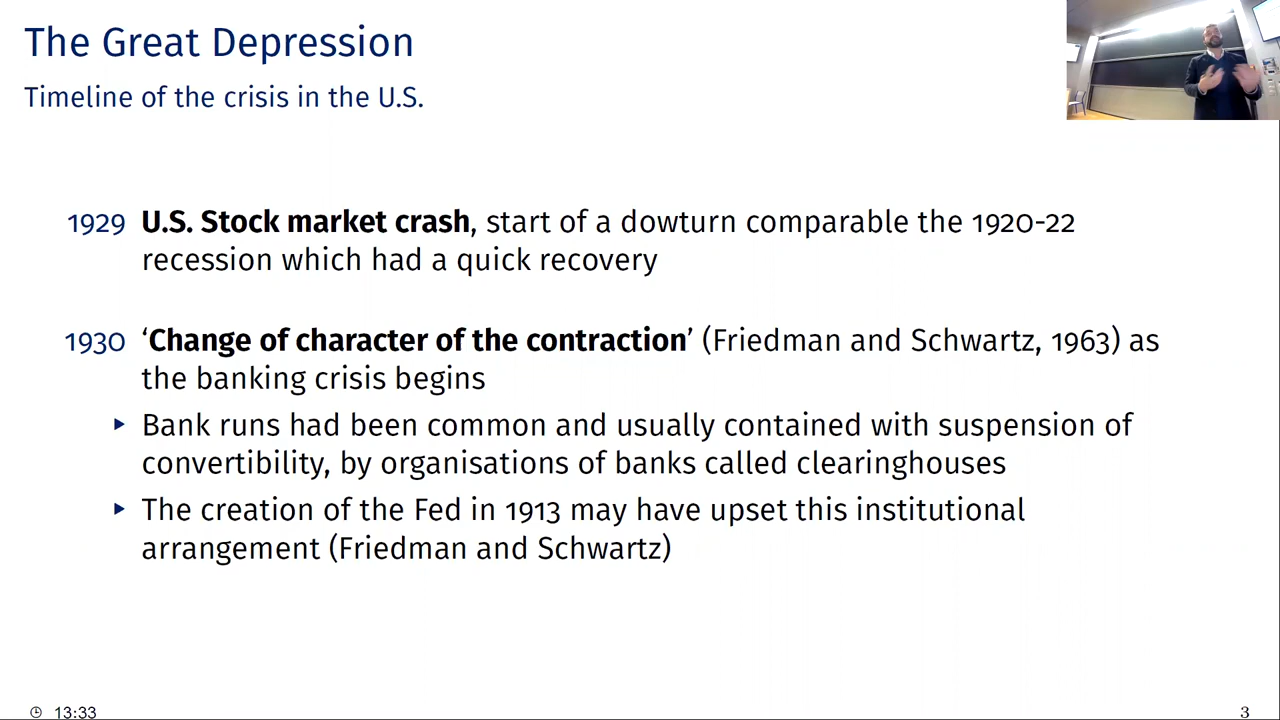 The Great Depression
Timeline of the crisis in the U.S.
1929 U.S. Stock market crash, start of a dowturn comparable the 1920-22
recession which had a quick recovery
1930 ‘Change of character of the contraction’ (Friedman and Schwartz, 1963) as
the banking crisis begins
▸ Bank runs had been common and usually contained with suspension of
convertibility, by organisations of banks called clearinghouses
▸ The creation of the Fed in 1913 may have upset this institutional
arrangement (Friedman and Schwartz)
13:33
3